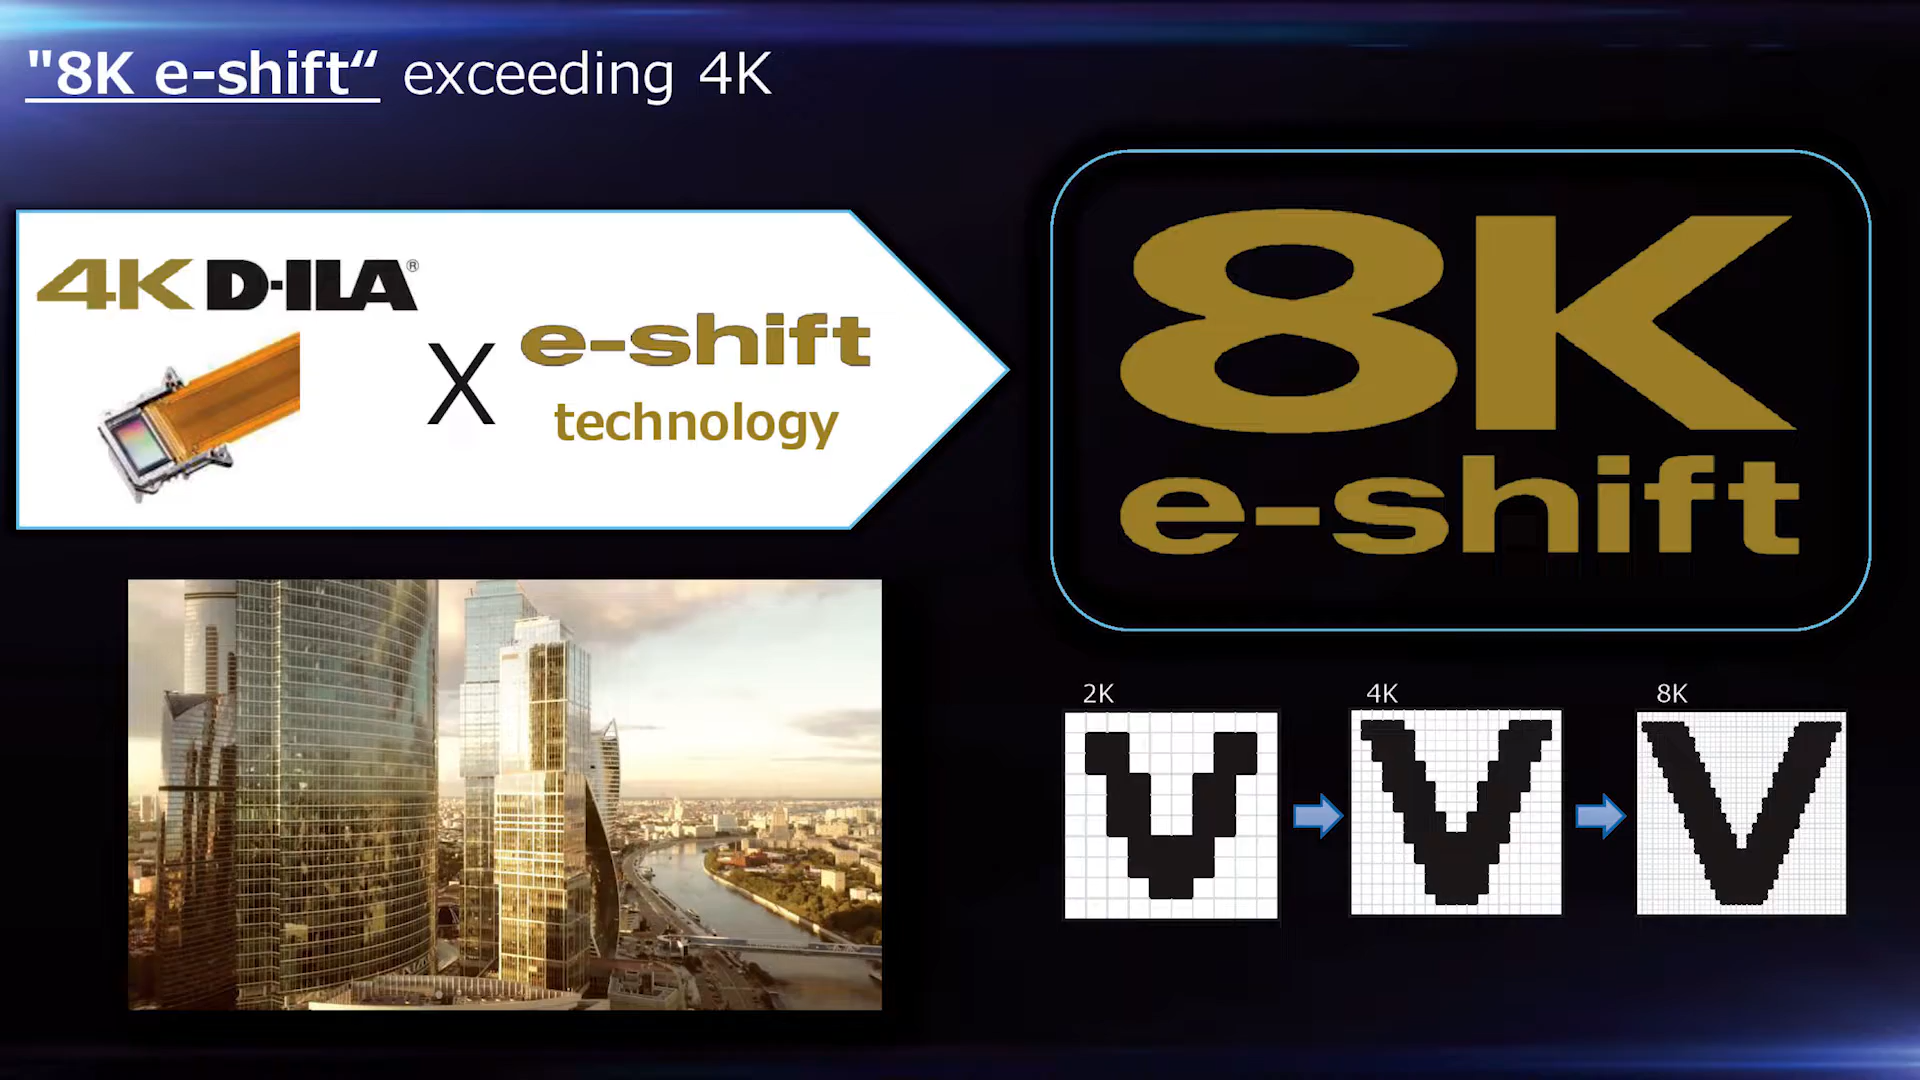 "8K e-shift“ exceeding 4K
4K D-ILA®
X
e-shift
technology
8K
e-shift
2K
4K
8K
V
V
V